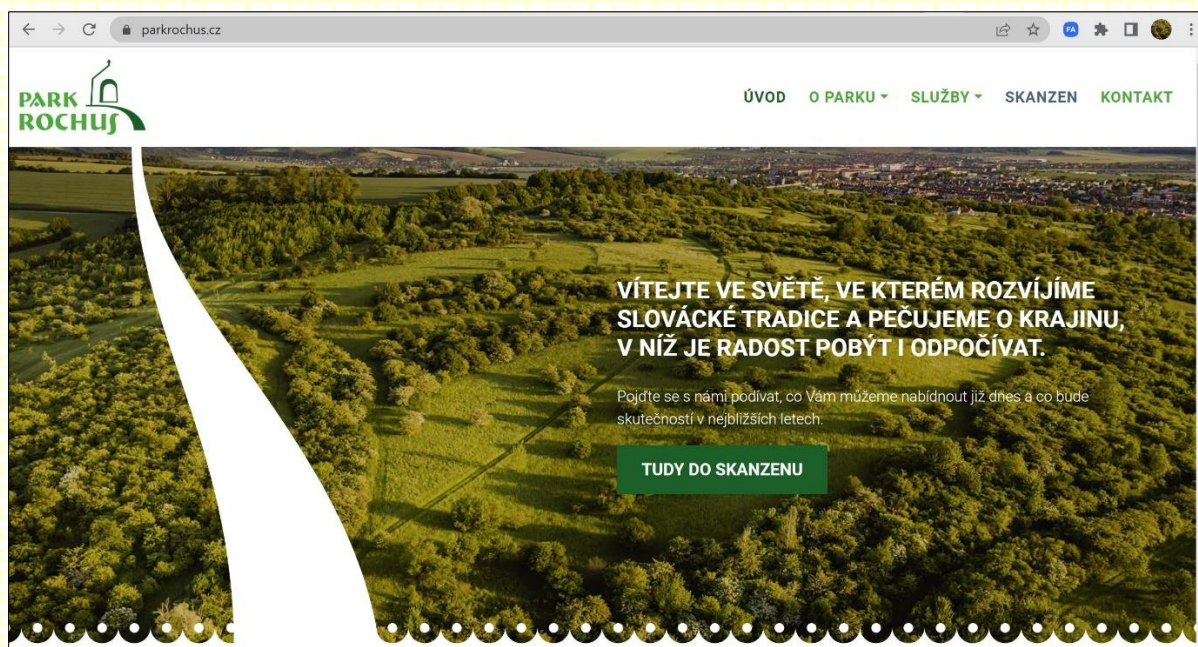 parkrochus.cz
FA
PARK
ROCHUS
ÚVOD O PARKU SLUŽBY SKANZEN KONTAKT
VÍTEJTE VE SVĚTĚ, VE KTERÉM ROZVÍJÍME
SLOVÁCKÉ TRADICE A PEČUJEME O KRAJINU,
V NÍŽ JE RADOST POBÝT I ODPOČÍVAT.
Pojďte se s námi podívat, co Vám můžeme nabídnout již dnes a co bude
skutečností v nejbližších letech.
TUDY DO SKANZENU